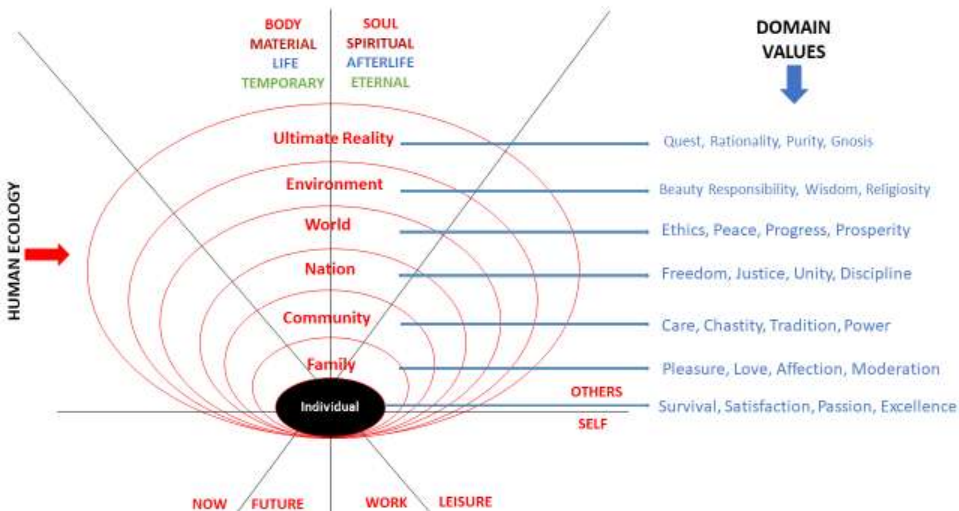 BODY SOUL
MATERIAL SPIRITUAL
LIFE AFTERLIFE
TEMPORARY ETERNAL
DOMAIN
VALUES
HUMAN ECOLOGY
Ultimate Reality
Quest, Rationality, Purity, Gnosis
Environment
Beauty Responsibility, Wisdom, Religiosity
World
Ethics, Peace, Progress, Prosperity
Nation
Freedom, Justice, Unity, Discipline
Community
Care, Chastity, Tradition, Power
Family
Pleasure, Love, Affection, Moderation
OTHERS
Individual
Survival, Satisfaction, Passion, Excellence
SELF
NOW FUTURE WORK LEISURE